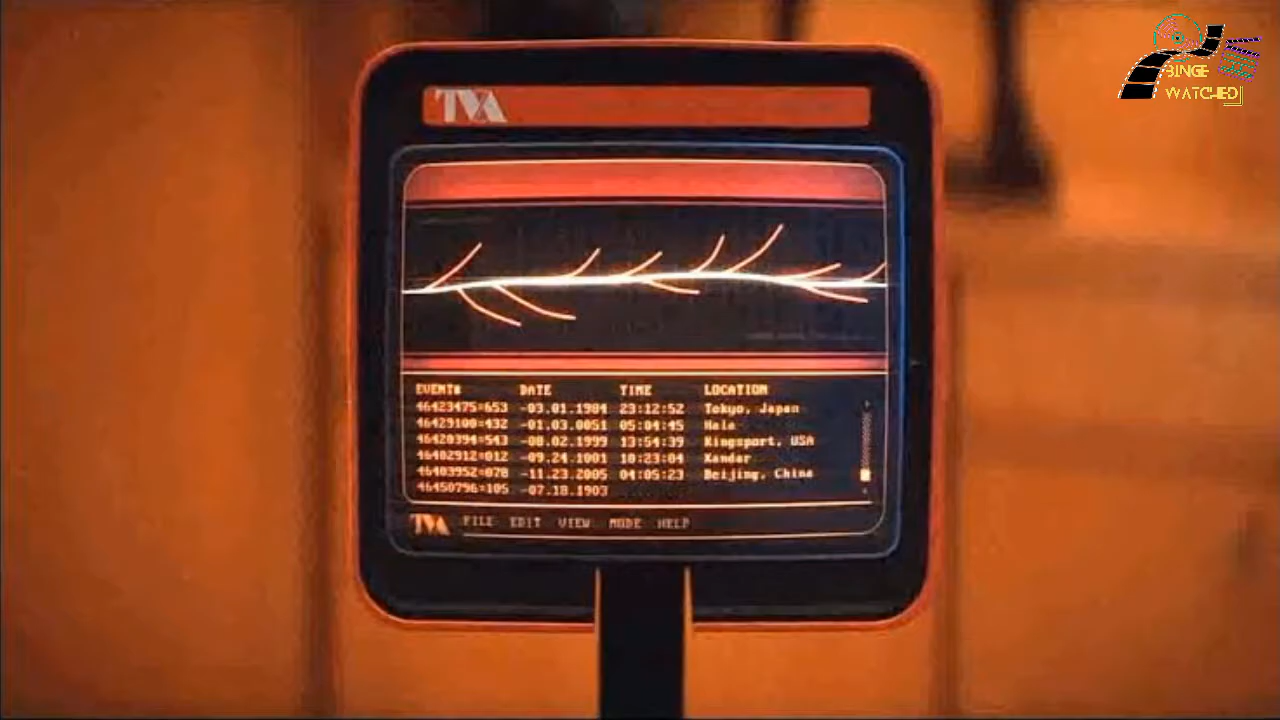 BINGE
WATCHED
TVA
EVENT# DATE TIME LOCATION
46423475=653 -03.01.1984 23:12:52 Tokyo, Japan
46429100=432 -01.03.0051 05:04:45 Hala
46420394=543 -08.02.1999 13:54:39 Kingsport, USA
46402912=012 -09.24.1001 10:23:04 Xandar
46403952=078 -11.23.2005 04:05:23 Beijing, China
46450796=105 -07.18.1903
TVA FILE EDIT VIEW MODE HELP